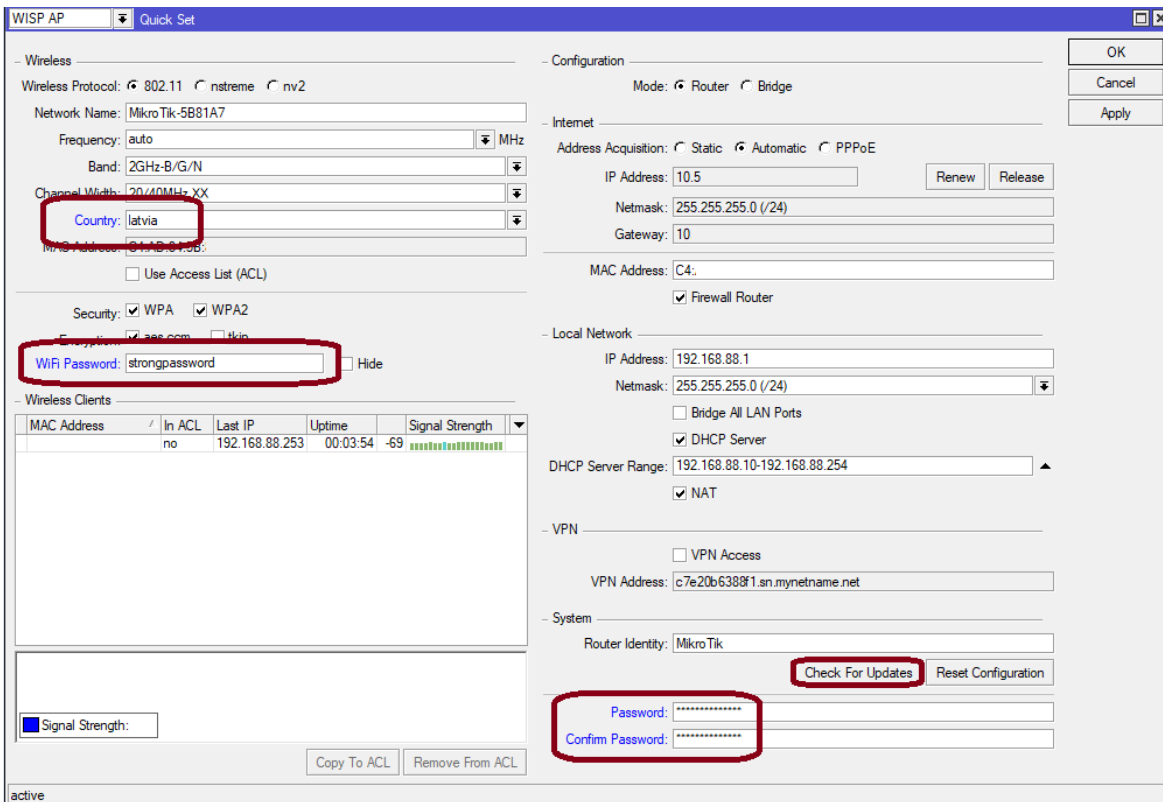 WISP AP Quick Set
Wireless
Wireless Protocol: 802.11 nstreme nv2
Network Name: MikroTik-5B81A7
Frequency: auto MHz
Band: 2GHz-B/G/N
Channel Width: 20/40MHz XX
Country: latvia
MAC Address:
Use Access List (ACL)
Security: WPA WPA2
Encryption: aes ccm tkip
WiFi Password: strongpassword Hide
Wireless Clients
MAC Address In ACL Last IP Uptime Signal Strength
no 192.168.88.253 00:03:54 -69
Signal Strength:
Copy To ACL Remove From ACL
active
Configuration
Mode: Router Bridge
Internet
Address Acquisition: Static Automatic PPPoE
IP Address: 10.5 Renew Release
Netmask: 255.255.255.0 (/24)
Gateway: 10
MAC Address: C4:.
Firewall Router
Local Network
IP Address: 192.168.88.1
Netmask: 255.255.255.0 (/24)
Bridge All LAN Ports
DHCP Server
DHCP Server Range: 192.168.88.10-192.168.88.254
NAT
VPN
VPN Access
VPN Address: c7e20b6388f1.sn.mynetname.net
System
Router Identity: MikroTik
Check For Updates Reset Configuration
Password: **************
Confirm Password: **************
OK
Cancel
Apply